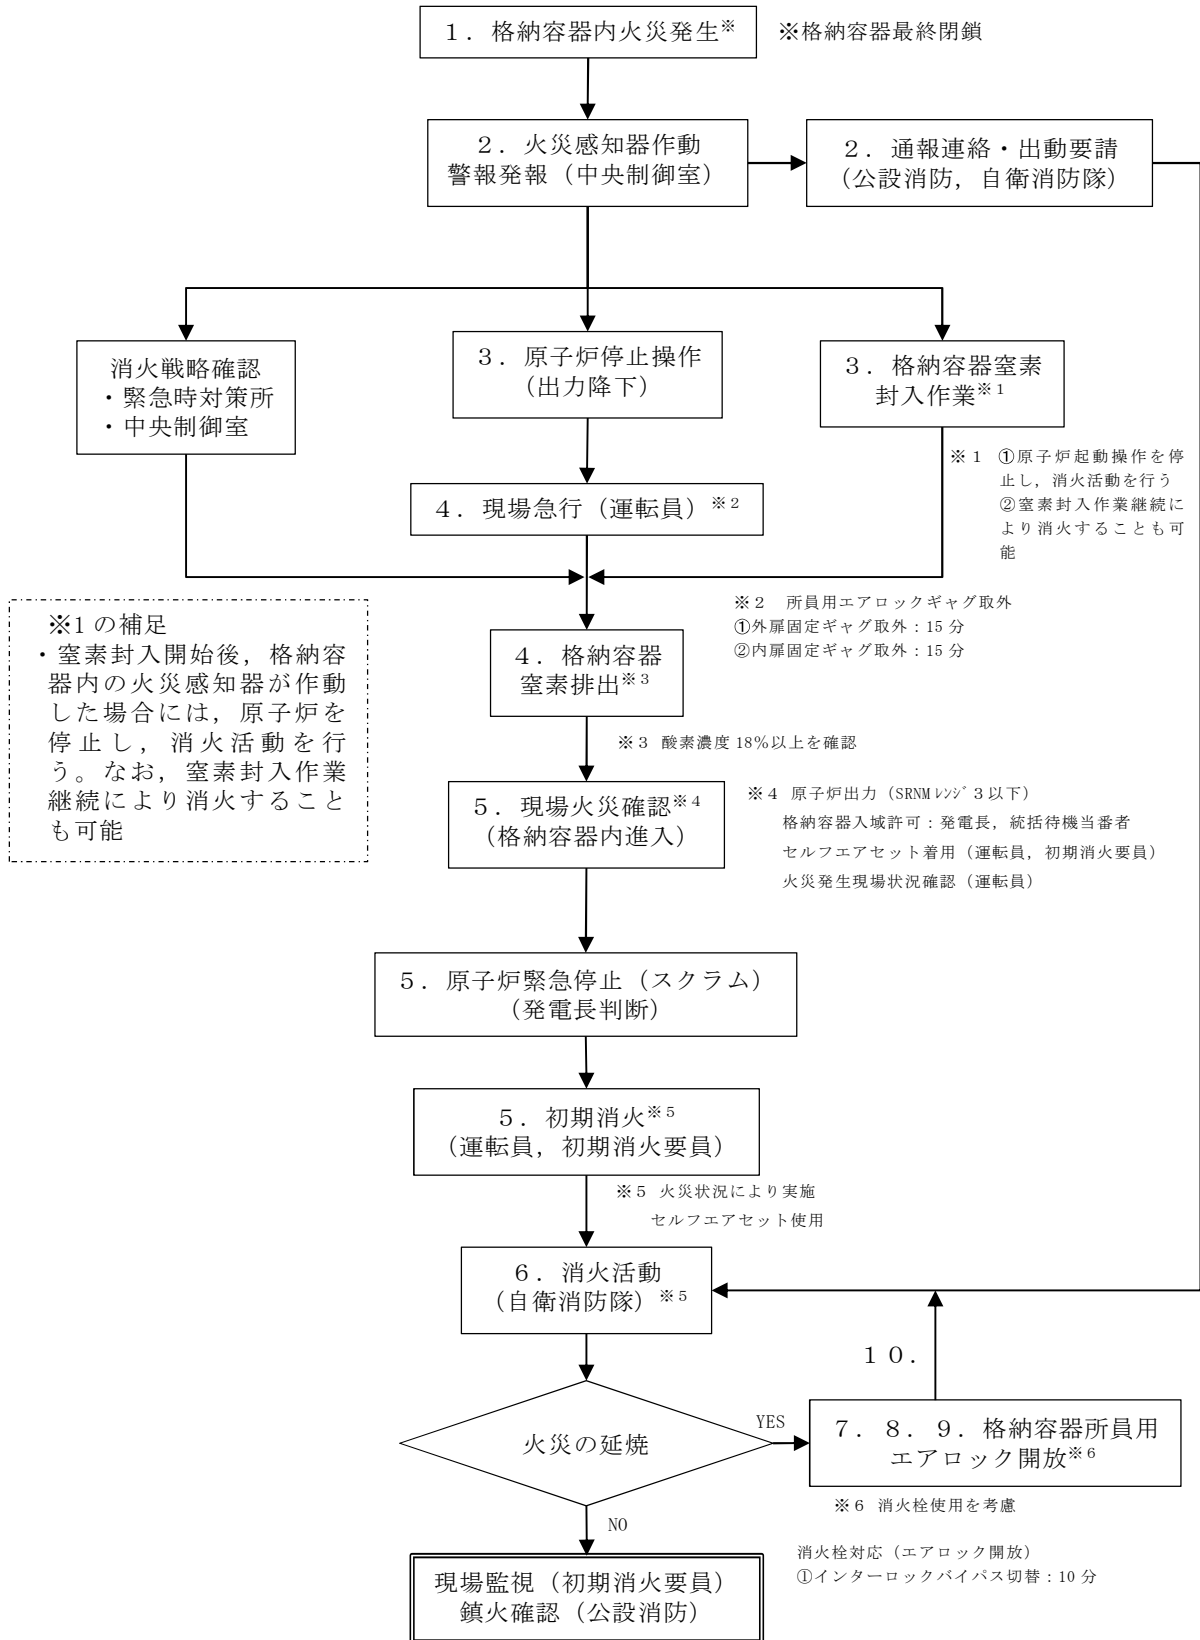 １．格納容器内火災発生※
※格納容器最終閉鎖
２．火災感知器作動
警報発報（中央制御室）
２．通報連絡・出動要請
（公設消防，自衛消防隊）
消火戦略確認
・緊急時対策所
・中央制御室
３．原子炉停止操作
（出力降下）
３．格納容器窒素
封入作業※１
※１ ①原子炉起動操作を停
止し，消火活動を行う
②窒素封入作業継続に
より消火することも可
能
４．現場急行（運転員）※２
※２ 所員用エアロックギャグ取外
①外扉固定ギャグ取外：15 分
②内扉固定ギャグ取外：15 分
※1 の補足
・窒素封入開始後，格納容
器内の火災感知器が作動
した場合には，原子炉を
停止し，消火活動を行
う。なお，窒素封入作業
継続により消火すること
も可能
４．格納容器
窒素排出※３
※３ 酸素濃度 18%以上を確認
５．現場火災確認※４
（格納容器内進入）
※４ 原子炉出力（SRNM ﾚﾝｼﾞ 3 以下）
格納容器入域許可：発電長，統括待機当番者
セルフエアセット着用（運転員，初期消火要員）
火災発生現場状況確認（運転員）
５．原子炉緊急停止（スクラム）
（発電長判断）
５．初期消火※５
（運転員，初期消火要員）
※５ 火災状況により実施
セルフエアセット使用
６．消火活動
（自衛消防隊）※５
１０．
火災の延焼
YES
７．８．９．格納容器所員用
エアロック開放※６
※６ 消火栓使用を考慮
NO
消火栓対応（エアロック開放）
①インターロックバイパス切替：10 分
現場監視（初期消火要員）
鎮火確認（公設消防）